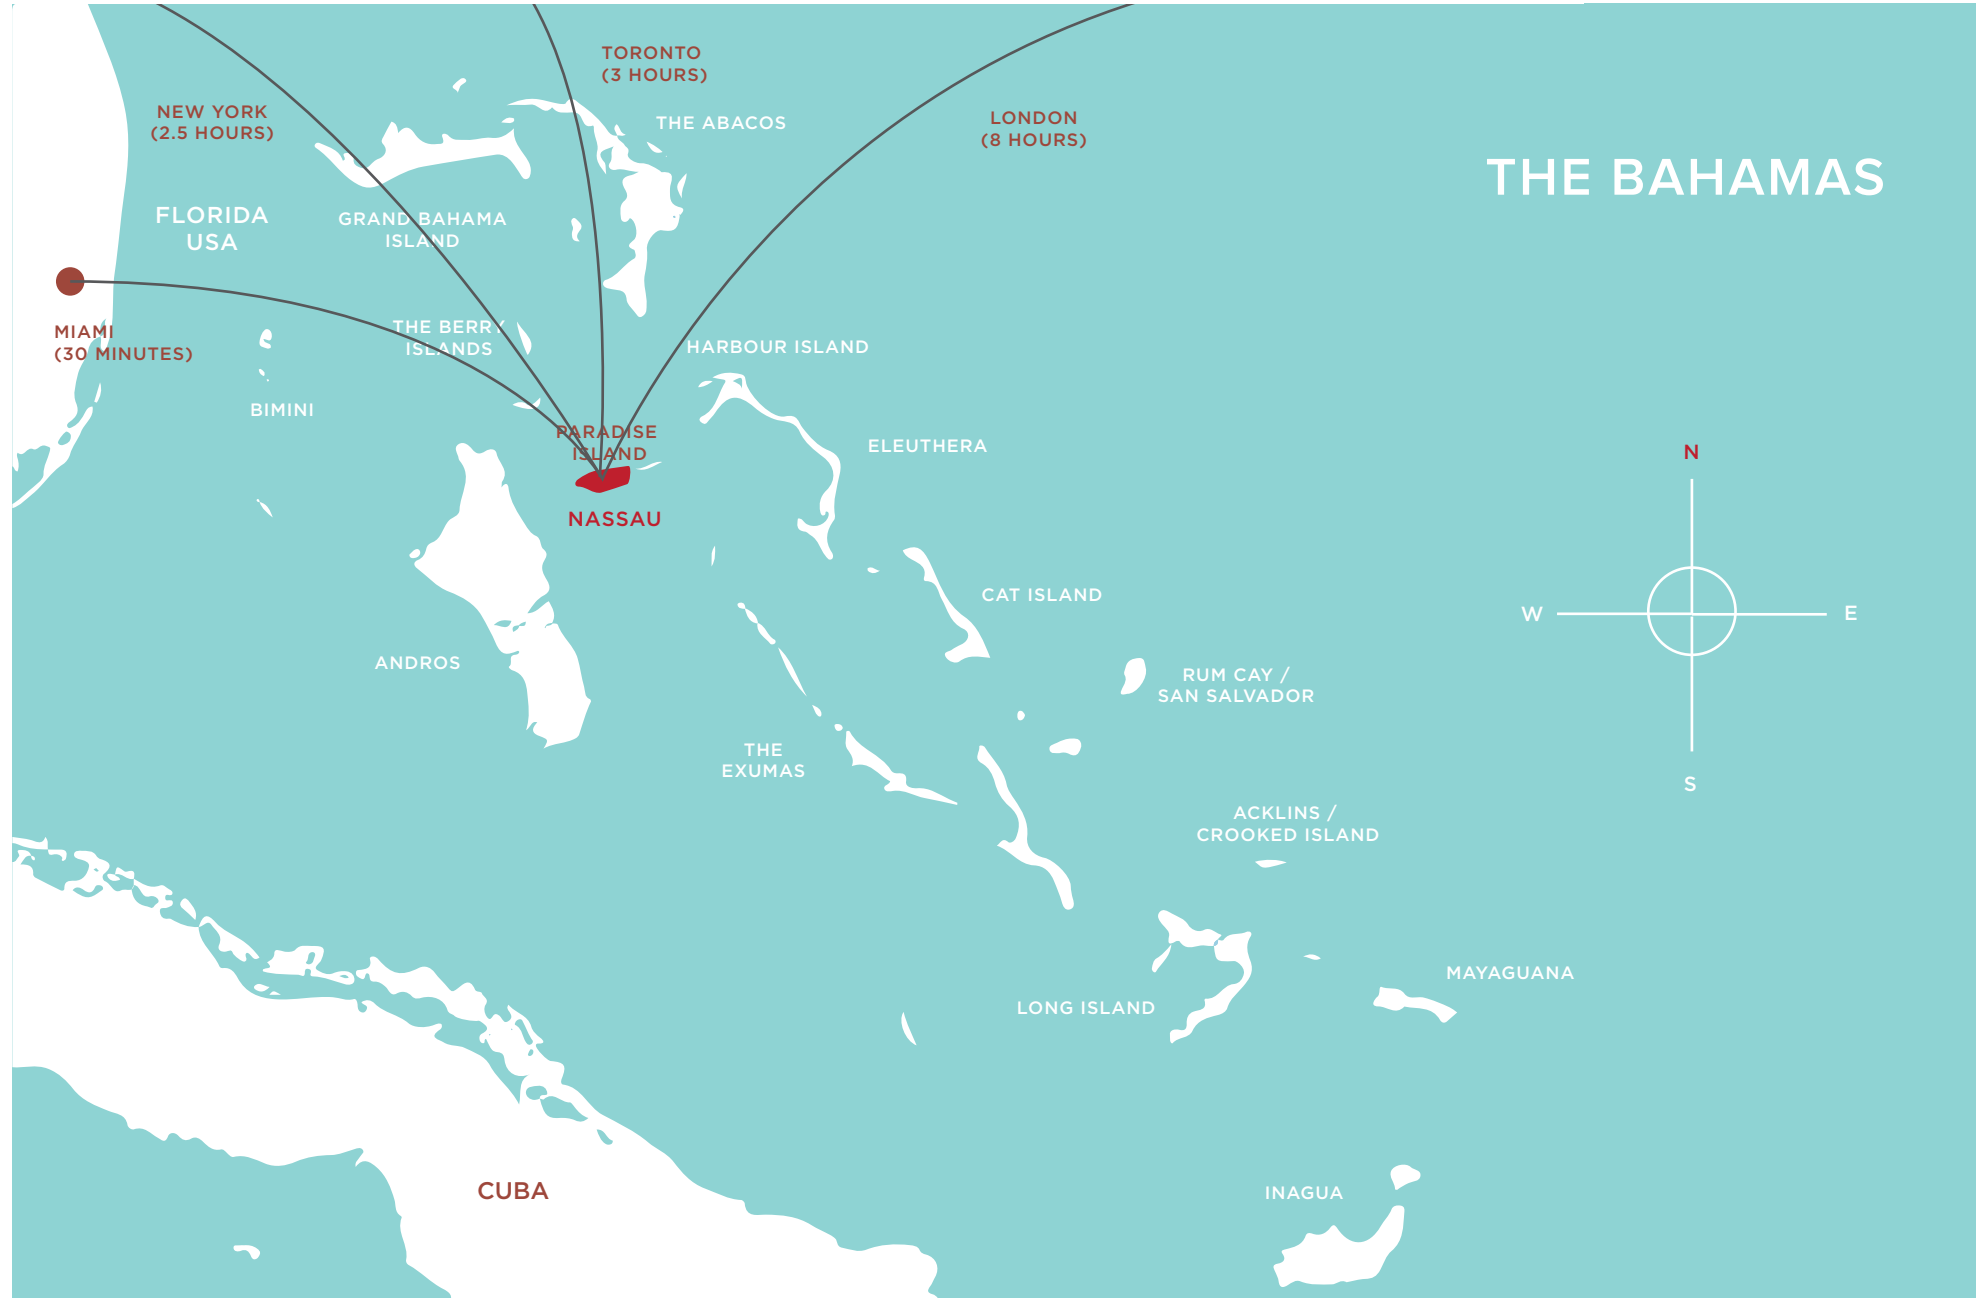 TORONTO
(3 HOURS)
NEW YORK
(2.5 HOURS)
THE ABACOS
LONDON
(8 HOURS)
THE BAHAMAS
FLORIDA
USA
GRAND BAHAMA
ISLAND
MIAMI
(30 MINUTES)
THE BERRY
ISLANDS
HARBOUR ISLAND
BIMINI
PARADISE
ISLAND
ELEUTHERA
NASSAU
N
W
E
S
CAT ISLAND
ANDROS
RUM CAY /
SAN SALVADOR
THE
EXUMAS
ACKLINS /
CROOKED ISLAND
MAYAGUANA
LONG ISLAND
CUBA
INAGUA